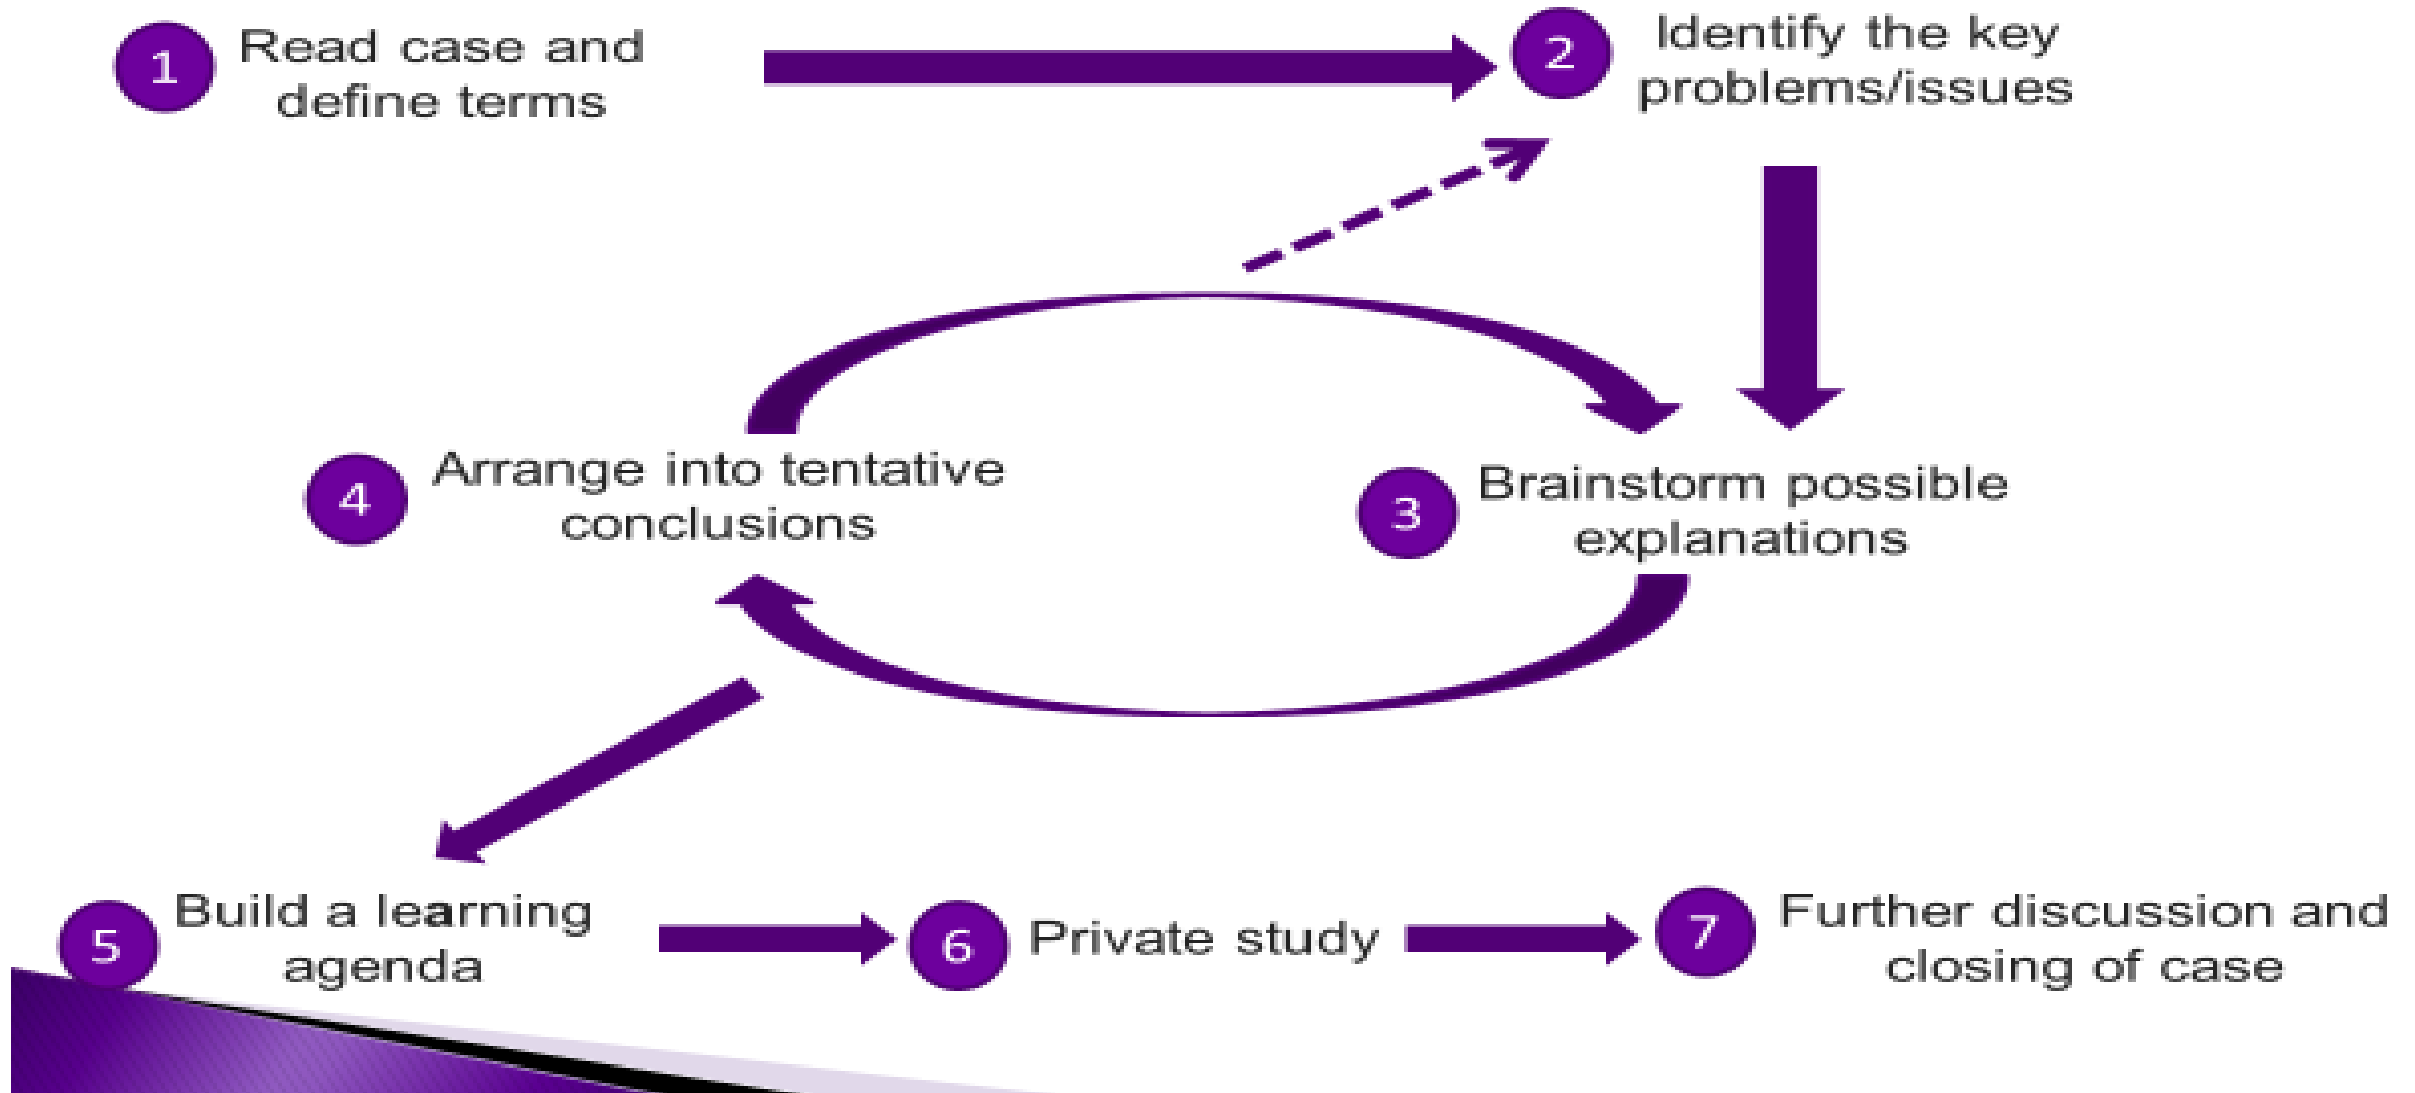 1 Read case and
define terms
2 Identify the key
problems/issues
4 Arrange into tentative
conclusions
3 Brainstorm possible
explanations
5 Build a learning
agenda
6 Private study
7 Further discussion and
closing of case